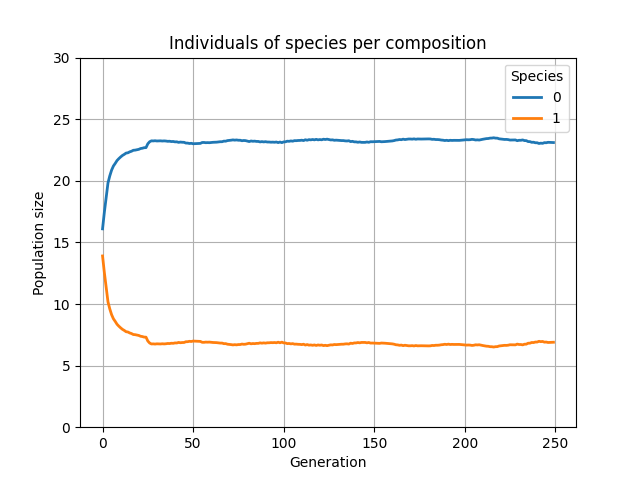 Individuals of species per composition
Species
0
1
30
25
20
15
10
5
0
Population size
0 50 100 150 200 250
Generation